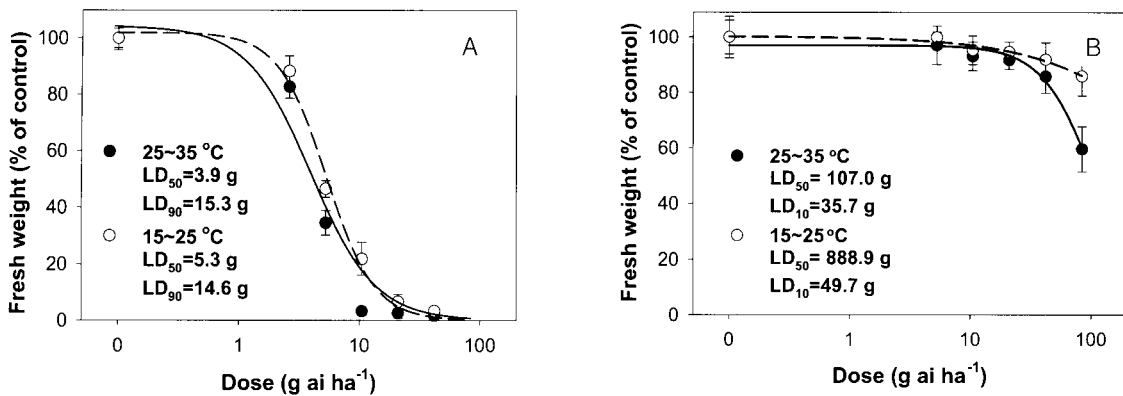 A
Fresh weight (% of control)
100
80
60
40
20
0
25~35 °C
LD50=3.9 g
LD90=15.3 g
15~25 °C
LD50=5.3 g
LD90=14.6 g
0 1 10 100
Dose (g ai ha-1)
B
Fresh weight (% of control)
100
80
60
40
20
0
25~35 °C
LD50= 107.0 g
LD10=35.7 g
15~25 °C
LD50= 888.9 g
LD10=49.7 g
0 1 10 100
Dose (g ai ha-1)